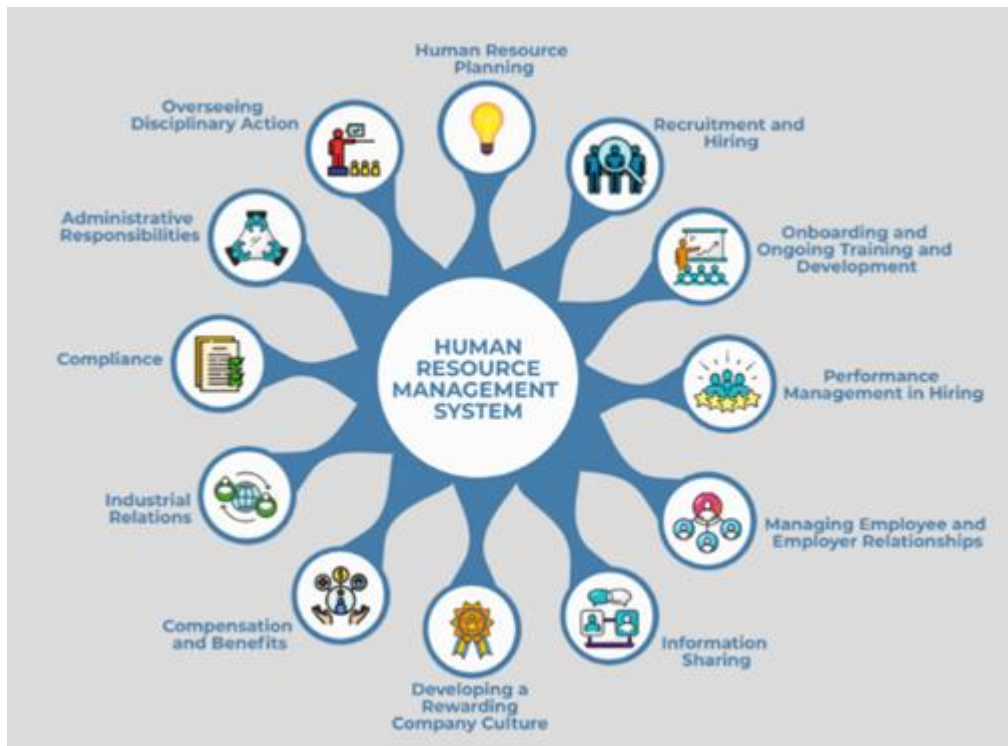 Human Resource
Planning
Recruitment and
Hiring
Onboarding and
Ongoing Training and
Development
Performance
Management in Hiring
Managing Employee and
Employer Relationships
Information
Sharing
Developing a
Rewarding
Company Culture
Compensation
and Benefits
Industrial
Relations
Compliance
Administrative
Responsibilities
Overseeing
Disciplinary Action
HUMAN
RESOURCE
MANAGEMENT
SYSTEM